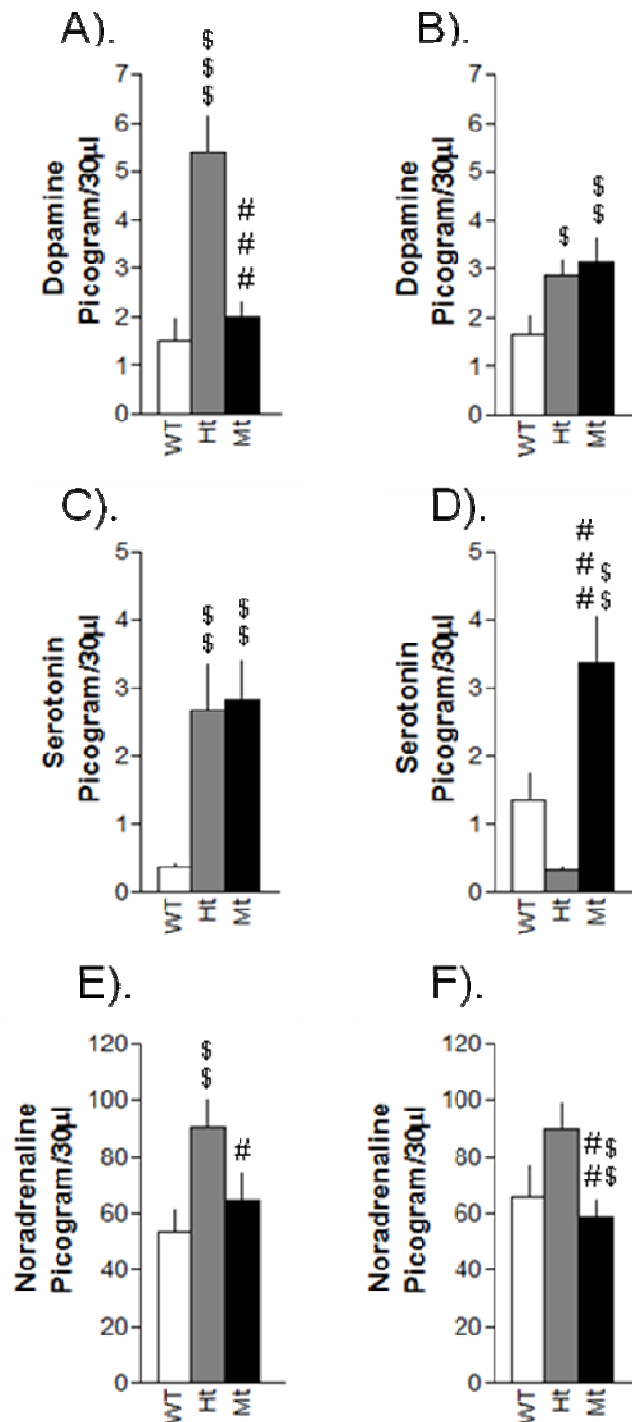 A).
$
$
$
#
#
#
7
6
5
4
3
2
1
0
Dopamine
Picogram/30µl
WT
Ht
Mt
B).
$
$
$
7
6
5
4
3
2
1
0
Dopamine
Picogram/30µl
WT
Ht
Mt
C).
$ $
$ $
5
4
3
2
1
0
Serotonin
Picogram/30µl
WT
Ht
Mt
D).
#
# $
# $
5
4
3
2
1
0
Serotonin
Picogram/30µl
WT
Ht
Mt
E).
$
$
#
120
100
80
60
40
20
0
Noradrenaline
Picogram/30µl
WT
Ht
Mt
F).
# $
# $
120
100
80
60
40
20
0
Noradrenaline
Picogram/30µl
WT
Ht
Mt